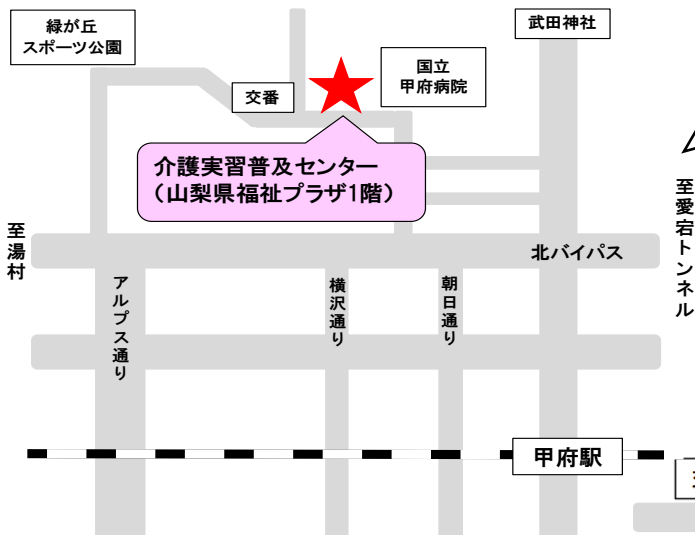 緑が丘
スポーツ公園
武田神社
国立
甲府病院
交番
介護実習普及センター
（山梨県福祉プラザ1階）
至湯村
至愛宕トンネル
北バイパス
アルプス通り
横沢通り
朝日通り
甲府駅